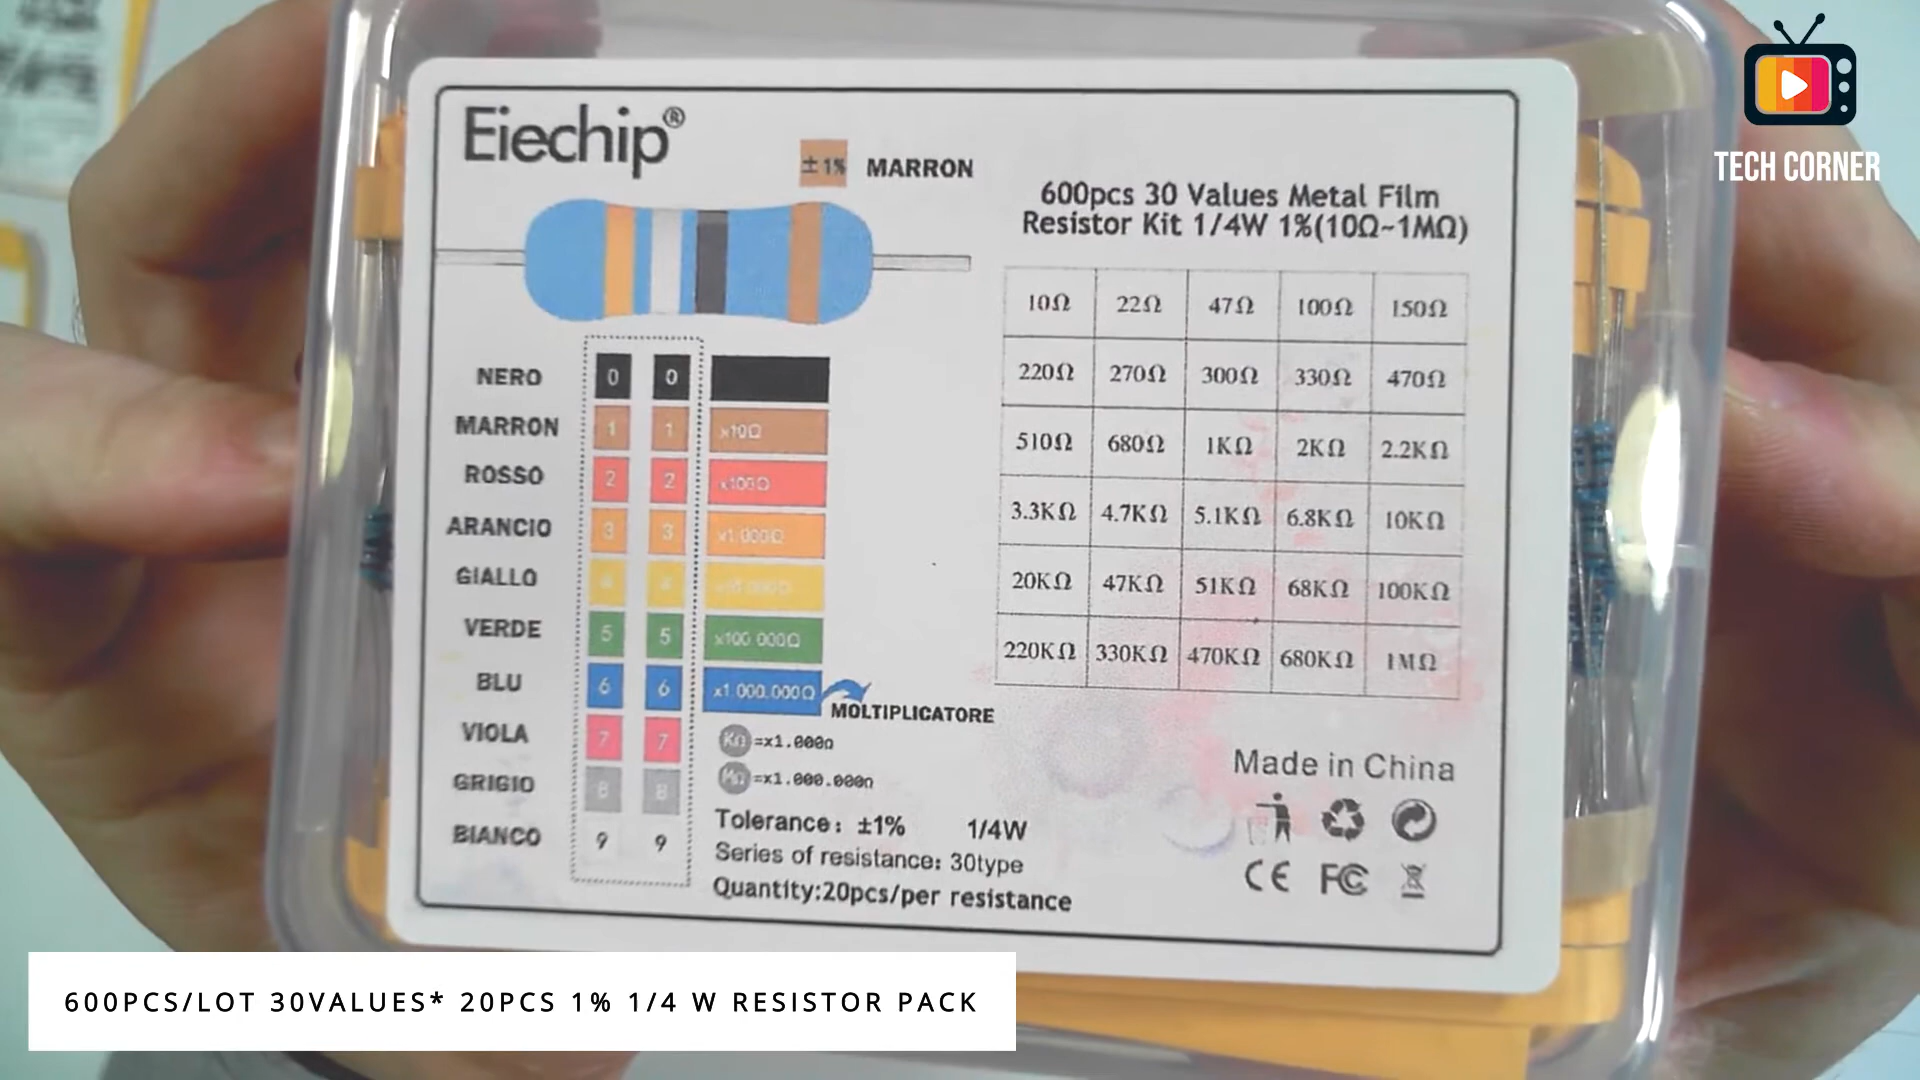 TECH CORNER
Eiechip®
±1% MARRON
600pcs 30 Values Metal Film
Resistor Kit 1/4W 1%(10Ω~1MΩ)
10Ω 22Ω 47Ω 100Ω 150Ω
220Ω 270Ω 300Ω 330Ω 470Ω
510Ω 680Ω 1KΩ 2KΩ 2.2KΩ
3.3KΩ 4.7KΩ 5.1KΩ 6.8KΩ 10KΩ
20KΩ 47KΩ 51KΩ 68KΩ 100KΩ
220KΩ 330KΩ 470KΩ 680KΩ 1MΩ
NERO 0 0
MARRON 1 1 x10Ω
ROSSO 2 2 x100Ω
ARANCIO 3 3 x1.000Ω
GIALLO 4 4
VERDE 5 5 x100.000Ω
BLU 6 6 x1.000.000Ω
MOLTIPLICATORE
VIOLA 7 7
KΩ=x1.000Ω
GRIGIO 8 8
MΩ=x1.000.000Ω
BIANCO 9 9
Tolerance: ±1% 1/4W
Series of resistance: 30type
Quantity:20pcs/per resistance
Made in China
CE FC
600PCS/LOT 30VALUES* 20PCS 1% 1/4 W RESISTOR PACK